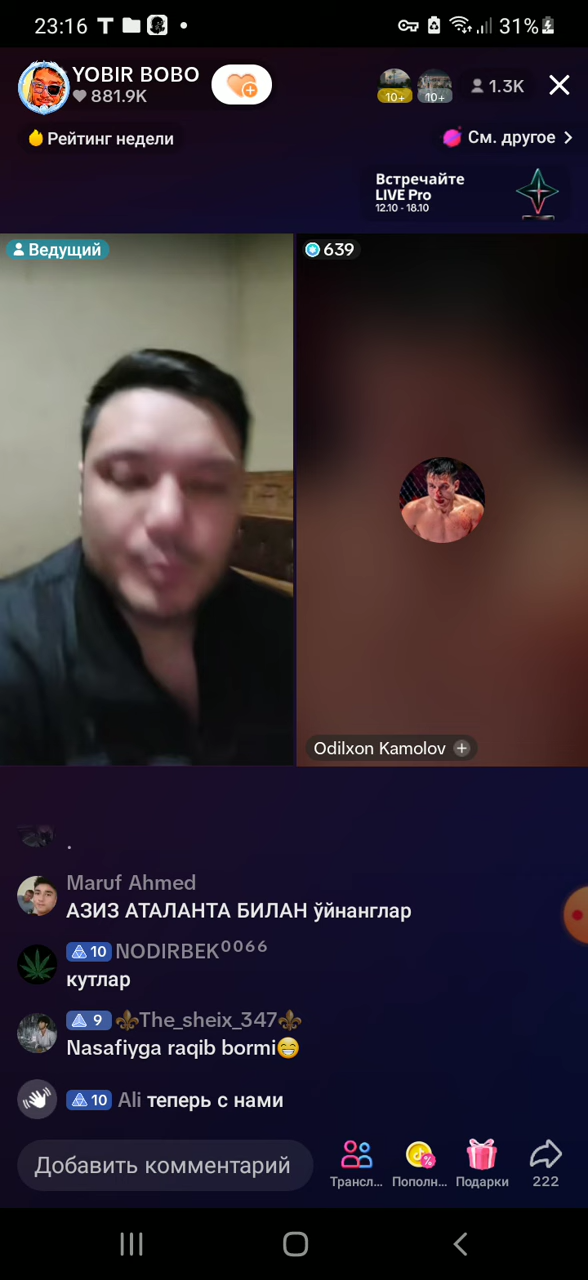 23:16
31%
YOBIR BOBO
881.9K
10+
10+
1.3K
Рейтинг недели
См. другое
Встречайте
LIVE Pro
12.10 - 18.10
Ведущий
639
Odilxon Kamolov
.
Maruf Ahmed
АЗИЗ АТАЛАНТА БИЛАН ўйнанглар
10 NODIRBEK⁰⁰⁶⁶
кутлар
9 ⚜️The_sheix_347⚜️
Nasafiyga raqib bormi😁
10 Ali теперь с нами
Добавить комментарий
Трансл...
Пополн...
Подарки
222